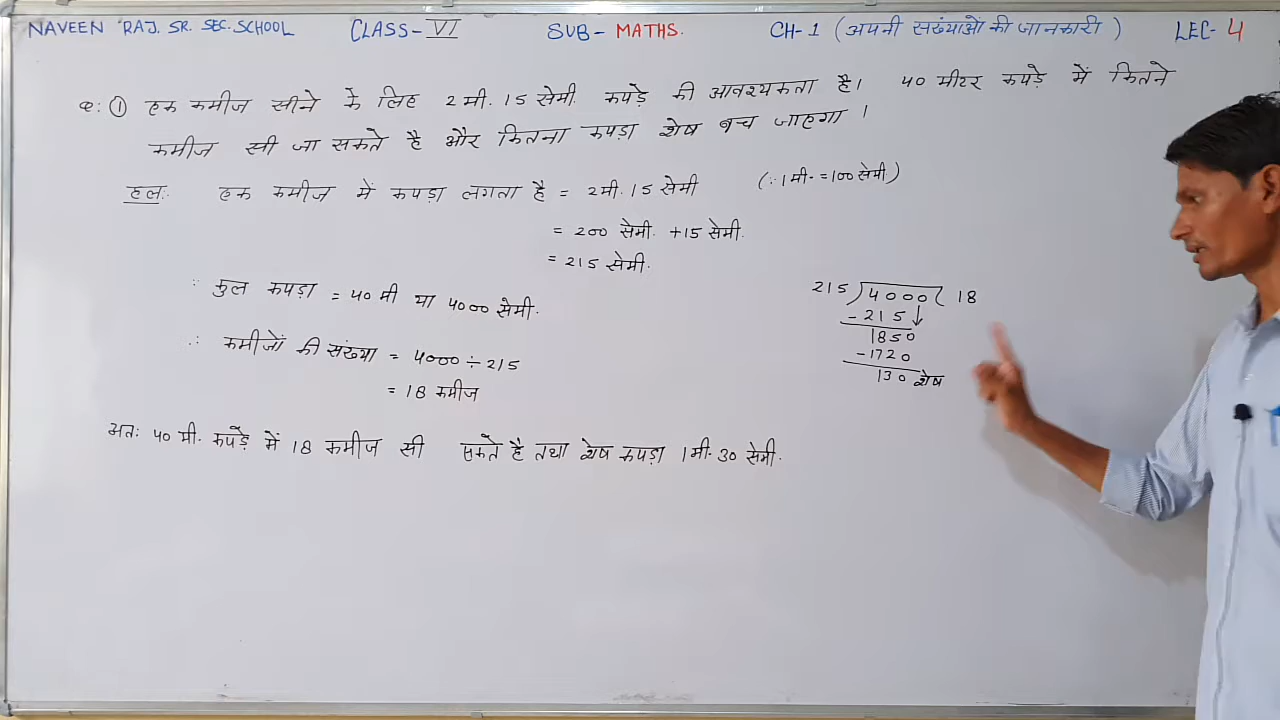 NAVEEN RAJ. SR. SEC. SCHOOL CLASS-VI SUB- MATHS. CH-1 (अपनी सख्याओ की जानकारी) LEC- 4
Q: ① एक कमीज सीने के लिए 2 मी. 15 सेमी. कपड़े की आवश्यकता है। 40 मीटर कपड़े में कितने
कमीज सी जा सकते है और कितना कपड़ा शेष बच जाएगा ।
हल: एक कमीज में कपड़ा लगता है = 2मी. 15 सेमी (∵ 1 मी. = 100 सेमी)
= 200 सेमी. +15 सेमी.
= 215 सेमी.
∵ कुल कपड़ा = 40 मी या 4000 सेमी.
∴ कमीजों की संख्या = 4000 ÷ 215
= 18 कमीज
अतः 40 मी. कपड़े में 18 कमीज सी सकते है तथा शेष कपड़ा 1मी. 30 सेमी.
215 ) 4000 ( 18
- 215 ↓
1850
-1720
130 शेष